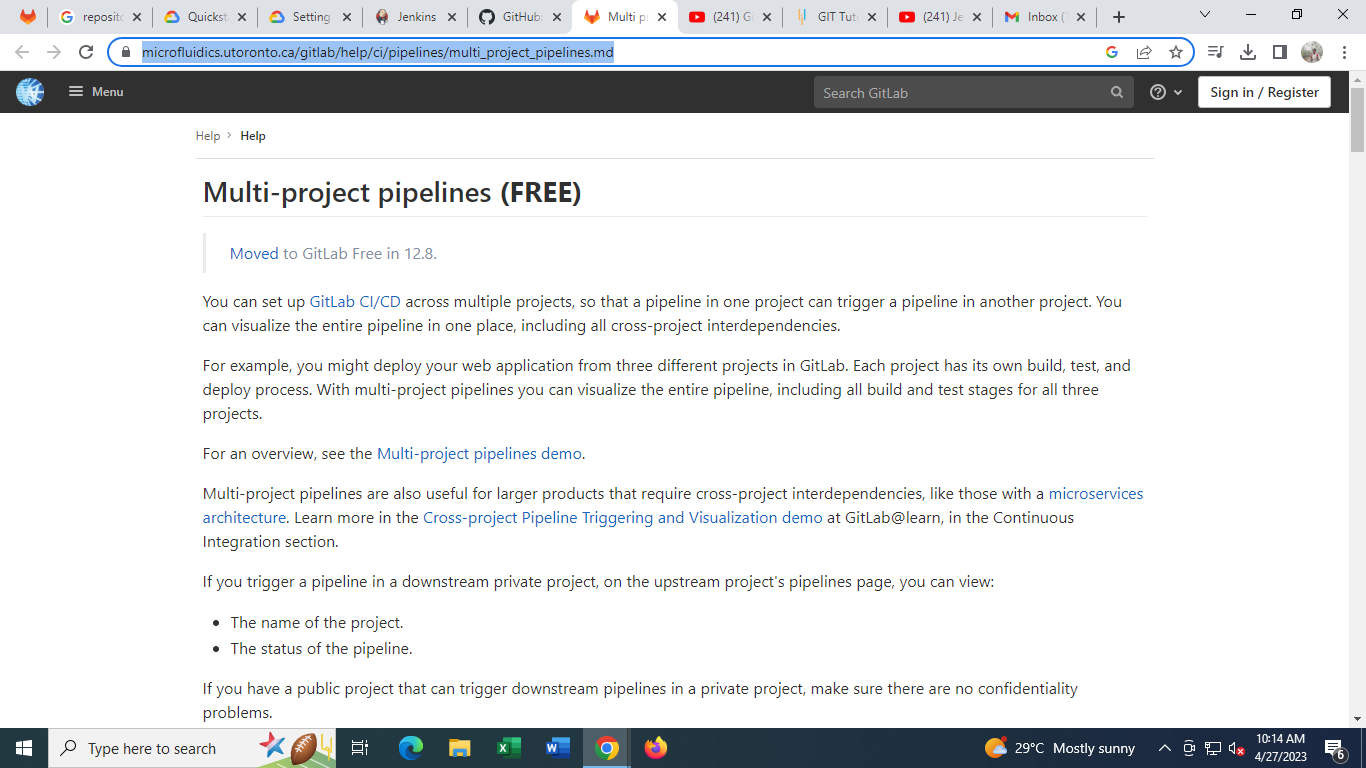 reposito
Quickst
Setting
Jenkins
GitHub:
Multi p
(241) Gi
GIT Tut
(241) Je
Inbox (
microfluidics.utoronto.ca/gitlab/help/ci/pipelines/multi_project_pipelines.md
Menu
Search GitLab
Sign in / Register
Help › Help
Multi-project pipelines (FREE)
Moved to GitLab Free in 12.8.
You can set up GitLab CI/CD across multiple projects, so that a pipeline in one project can trigger a pipeline in another project. You
can visualize the entire pipeline in one place, including all cross-project interdependencies.
For example, you might deploy your web application from three different projects in GitLab. Each project has its own build, test, and
deploy process. With multi-project pipelines you can visualize the entire pipeline, including all build and test stages for all three
projects.
For an overview, see the Multi-project pipelines demo.
Multi-project pipelines are also useful for larger products that require cross-project interdependencies, like those with a microservices
architecture. Learn more in the Cross-project Pipeline Triggering and Visualization demo at GitLab@learn, in the Continuous
Integration section.
If you trigger a pipeline in a downstream private project, on the upstream project's pipelines page, you can view:
• The name of the project.
• The status of the pipeline.
If you have a public project that can trigger downstream pipelines in a private project, make sure there are no confidentiality
problems.
Type here to search
29°C Mostly sunny
10:14 AM
4/27/2023
6